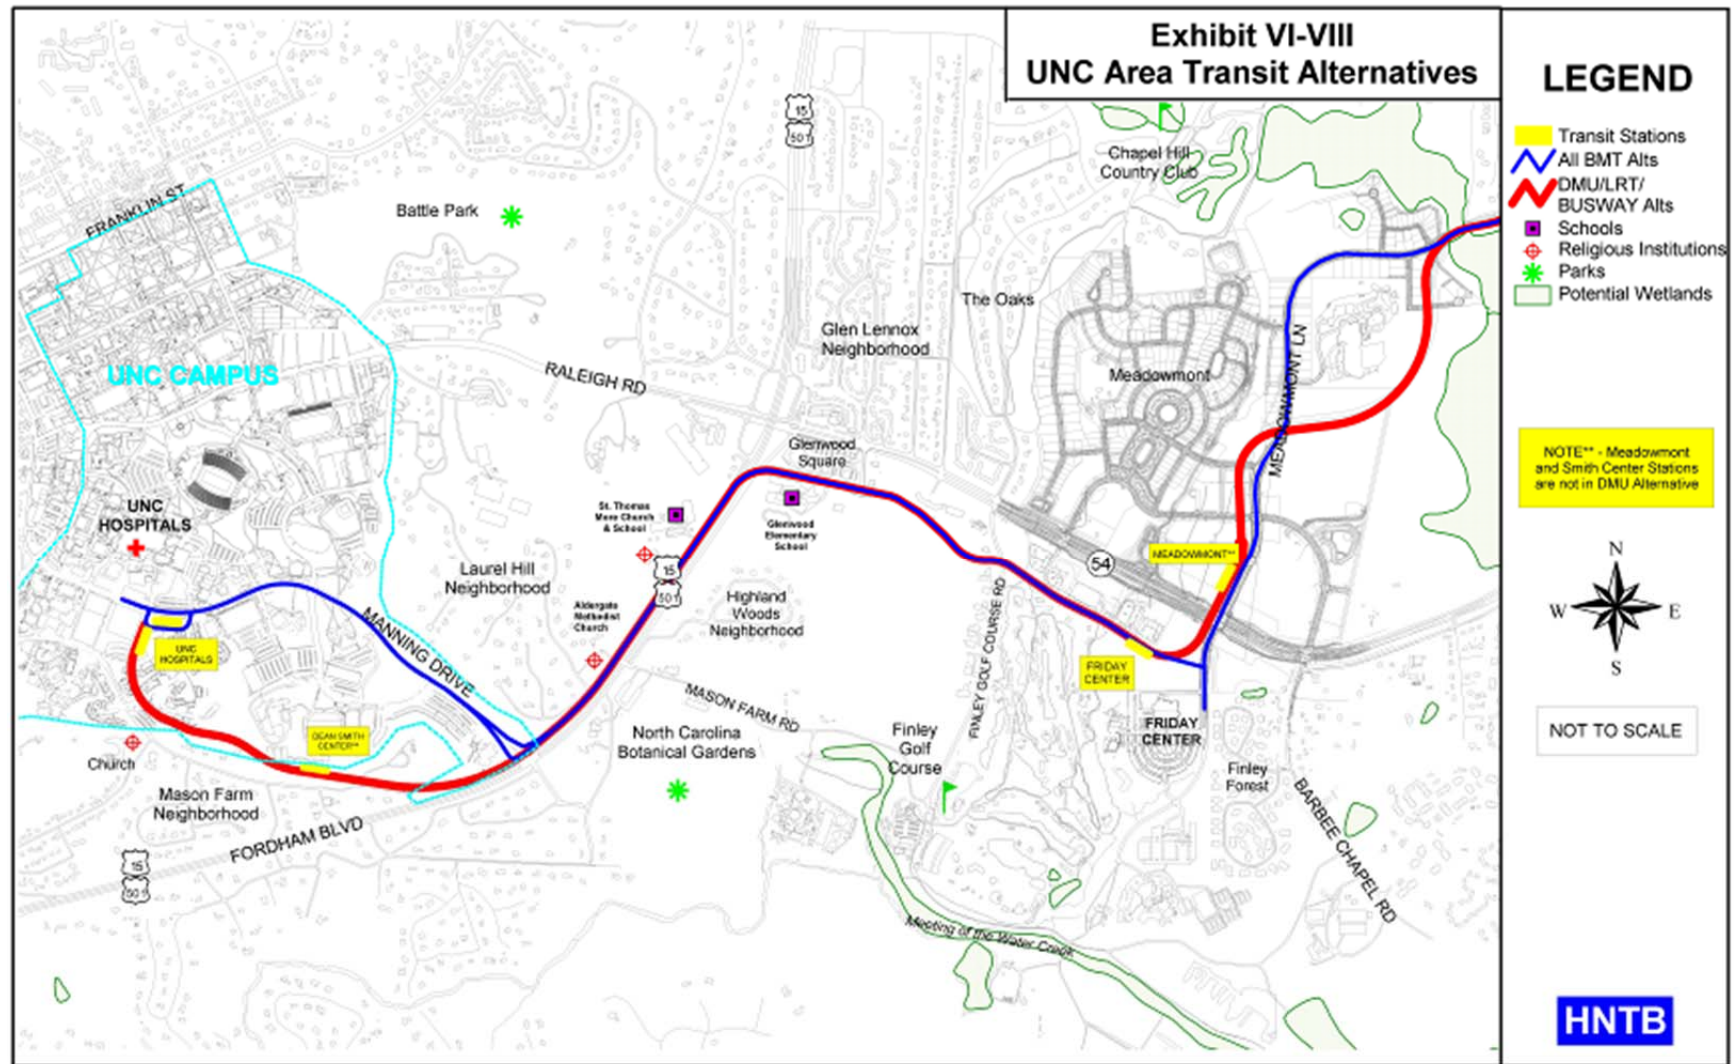 Exhibit VI-VIII
UNC Area Transit Alternatives
LEGEND
Transit Stations
All BMT Alts
DMU/LRT/
BUSWAY Alts
Schools
Religious Institutions
Parks
Potential Wetlands
NOTE** - Meadowmont
and Smith Center Stations
are not in DMU Alternative
N
W
E
S
NOT TO SCALE
HNTB
15
501
Chapel Hill
Country Club
FRANKLIN ST
Battle Park
The Oaks
Glen Lennox
Neighborhood
UNC CAMPUS
RALEIGH RD
Meadowmont
MEADOWMONT LN
Glenwood
Square
UNC
HOSPITALS
St. Thomas
More Church
& School
Glenwood
Elementary
School
54
MEADOWMONT**
Laurel Hill
Neighborhood
15
501
Highland
Woods
Neighborhood
Aldergate
Methodist
Church
MANNING DRIVE
FINLEY GOLF COURSE RD
UNC
HOSPITALS
FRIDAY
CENTER
MASON FARM RD
DEAN SMITH
CENTER**
North Carolina
Botanical Gardens
Finley
Golf
Course
FRIDAY
CENTER
Church
Finley
Forest
Mason Farm
Neighborhood
FORDHAM BLVD
BARBEE CHAPEL RD
15
501
Meeting of the Water Creek